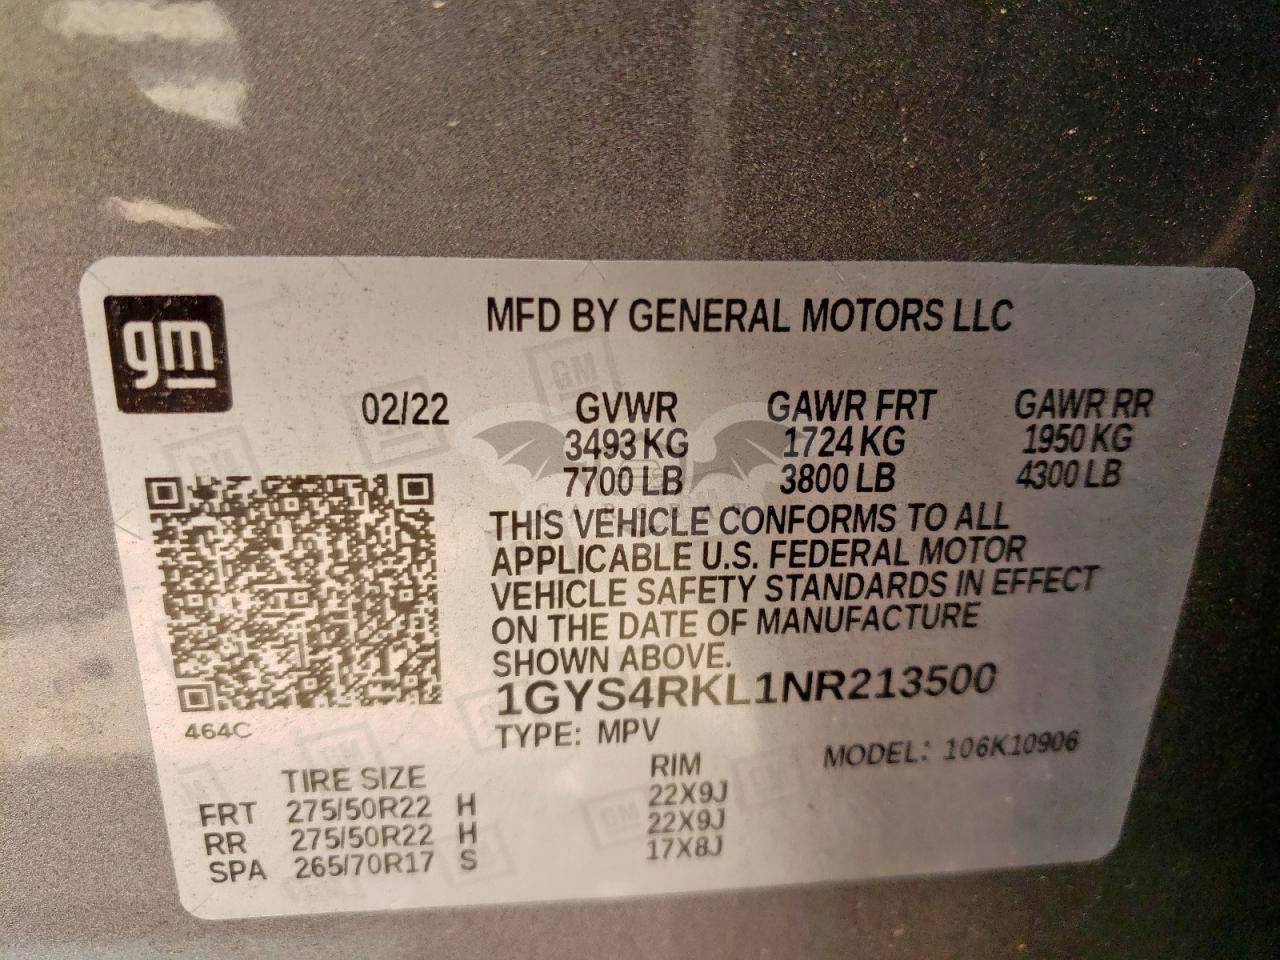 gm
MFD BY GENERAL MOTORS LLC
02/22 GVWR GAWR FRT GAWR RR
3493 KG 1724 KG 1950 KG
7700 LB 3800 LB 4300 LB
THIS VEHICLE CONFORMS TO ALL
APPLICABLE U.S. FEDERAL MOTOR
VEHICLE SAFETY STANDARDS IN EFFECT
ON THE DATE OF MANUFACTURE
SHOWN ABOVE.
1GYS4RKL1NR213500
464C
TYPE: MPV MODEL: 106K10906
TIRE SIZE RIM
FRT 275/50R22 H 22X9J
RR 275/50R22 H 22X9J
SPA 265/70R17 S 17X8J